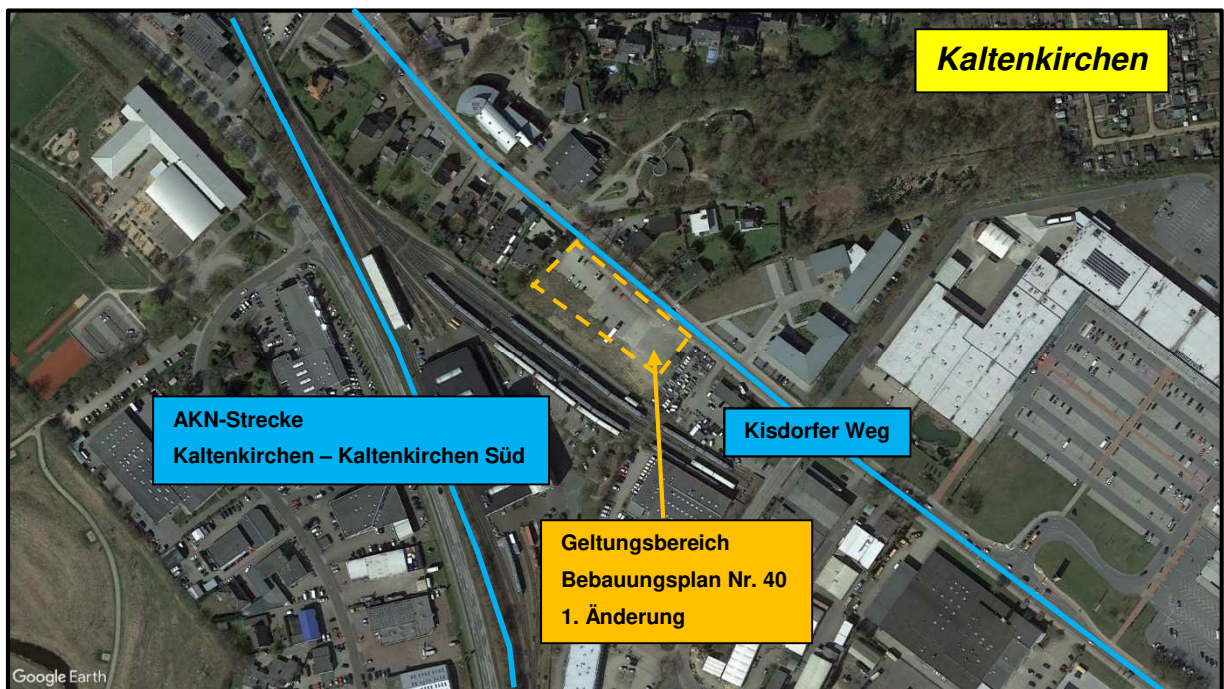 Kaltenkirchen
AKN-Strecke
Kaltenkirchen – Kaltenkirchen Süd
Kisdorfer Weg
Geltungsbereich
Bebauungsplan Nr. 40
1. Änderung
Google Earth